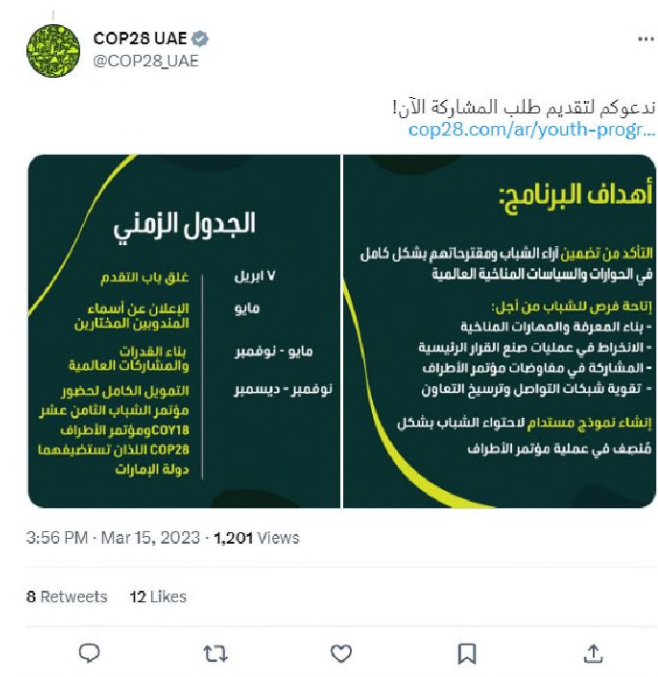 COP28 UAE
@COP28_UAE
ندعوكم لتقديم طلب المشاركة الآن!
cop28.com/ar/youth-progr...
أهداف البرنامج:
التأكد من تضمين آراء الشباب ومقترحاتهم بشكل كامل
في الحوارات والسياسات المناخية العالمية
إتاحة فرص للشباب من أجل:
- بناء المعرفة والمهارات المناخية
- الانخراط في عمليات صنع القرار الرئيسية
- المشاركة في مفاوضات مؤتمر الأطراف
- تقوية شبكات التواصل وترسيخ التعاون
إنشاء نموذج مستدام لاحتواء الشباب بشكل
مُنصِف في عملية مؤتمر الأطراف
الجدول الزمني
٧ ابريل
غلق باب التقدم
مايو
الإعلان عن أسماء
المندوبين المختارين
مايو - نوفمبر
بناء القدرات
والمشاركات العالمية
نوفمبر - ديسمبر
التمويل الكامل لحضور
مؤتمر الشباب الثامن عشر
COY18 ومؤتمر الأطراف
COP28 اللذان تستضيفهما
دولة الإمارات
3:56 PM · Mar 15, 2023 · 1,201 Views
8 Retweets 12 Likes